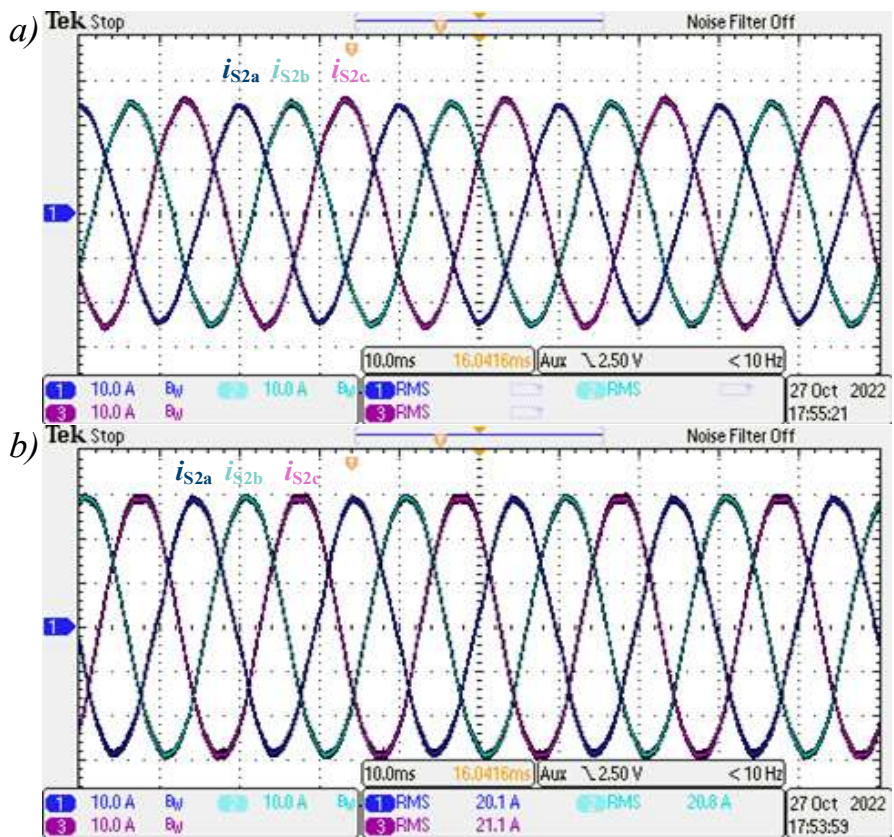 a)
Tek Stop Noise Filter Off
iS2a iS2b iS2c
1
10.0ms 16.0416ms Aux 2.50 V < 10 Hz
1 10.0 A BW 2 10.0 A BW 1 RMS 2 RMS 27 Oct 2022
3 10.0 A BW 3 RMS 17:55:21
b)
Tek Stop Noise Filter Off
iS2a iS2b iS2c
1
10.0ms 16.0416ms Aux 2.50 V < 10 Hz
1 10.0 A BW 2 10.0 A BW 1 RMS 20.1 A 2 RMS 20.8 A 27 Oct 2022
3 10.0 A BW 3 RMS 21.1 A 17:53:59